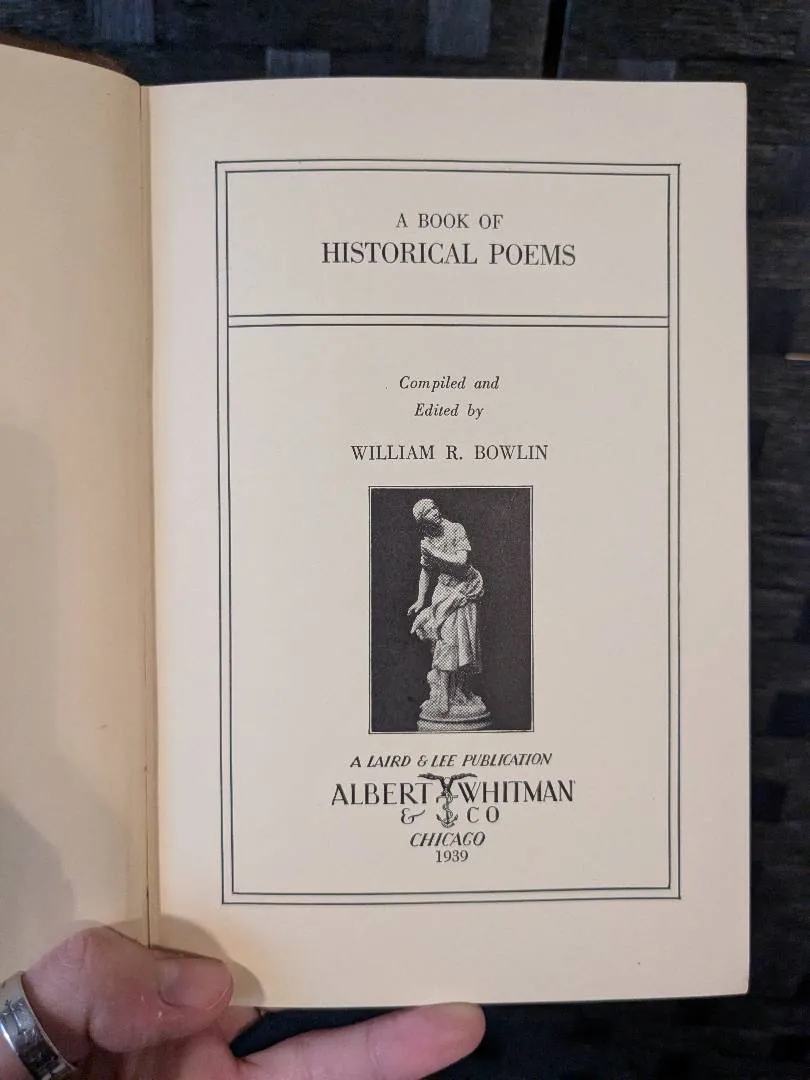 A BOOK OF
HISTORICAL POEMS
Compiled and
Edited by
WILLIAM R. BOWLIN
A LAIRD & LEE PUBLICATION
ALBERT WHITMAN
& CO
CHICAGO
1939